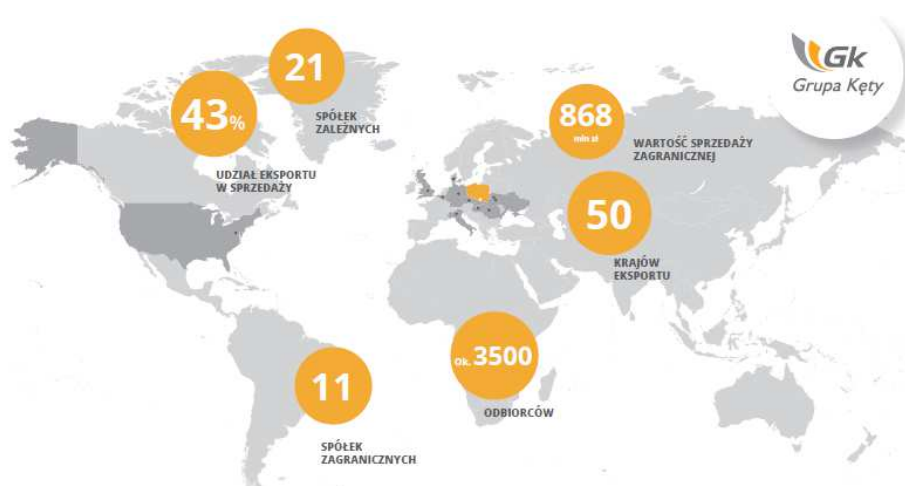 Gk
Grupa Kęty
21
SPÓŁEK
ZALEŻNYCH
43%
UDZIAŁ EKSPORTU
W SPRZEDAŻY
868
mln zł
WARTOŚĆ SPRZEDAŻY
ZAGRANICZNEJ
50
KRAJÓW
EKSPORTU
Ok. 3500
ODBIORCÓW
11
SPÓŁEK
ZAGRANICZNYCH